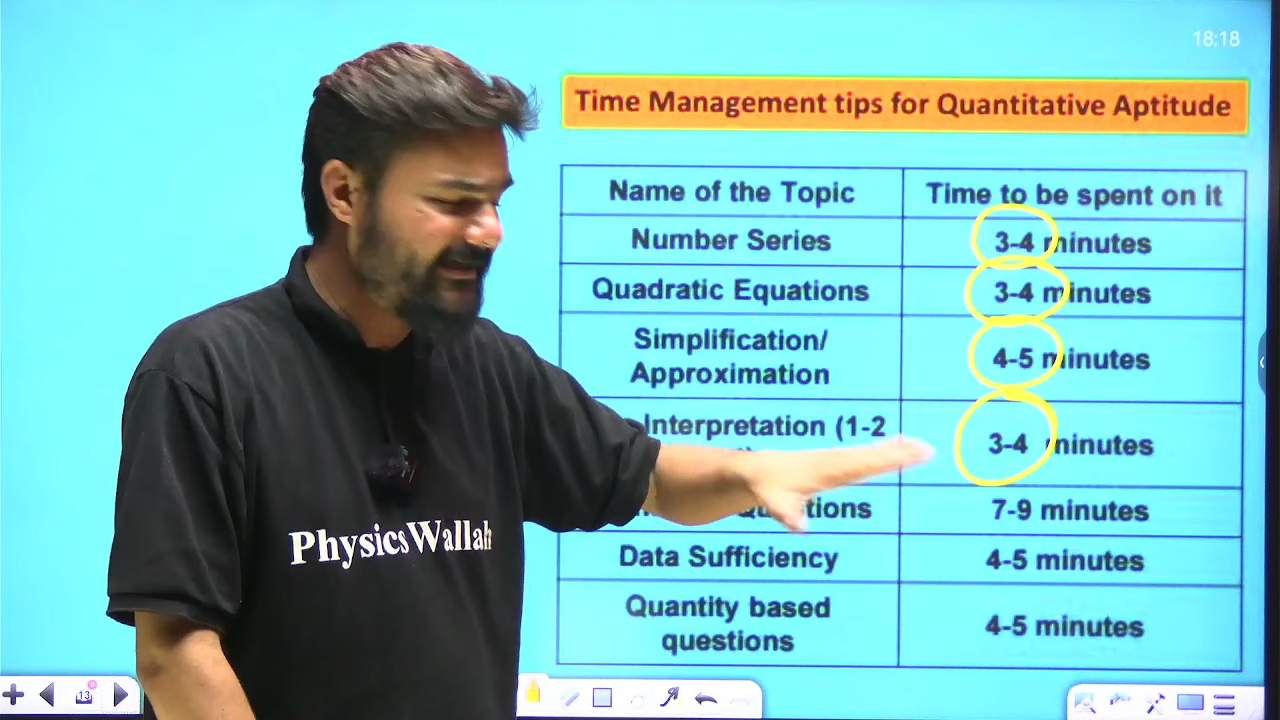 18:18
Time Management tips for Quantitative Aptitude
Name of the Topic
Time to be spent on it
Number Series
3-4 minutes
Quadratic Equations
3-4 minutes
Simplification/
Approximation
4-5 minutes
Interpretation (1-2
3-4 minutes
7-9 minutes
Data Sufficiency
4-5 minutes
Quantity based
questions
4-5 minutes
PhysicsWallah
13